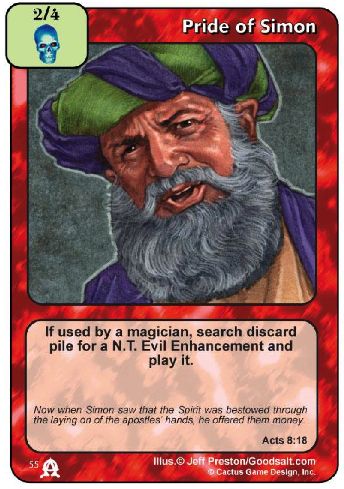 2/4
Pride of Simon
If used by a magician, search discard
pile for a N.T. Evil Enhancement and
play it.
Now when Simon saw that the Spirit was bestowed through
the laying on of the apostles' hands, he offered them money.
Acts 8:18
55
Illus.© Jeff Preston/Goodsalt.com
© Cactus Game Design, Inc.